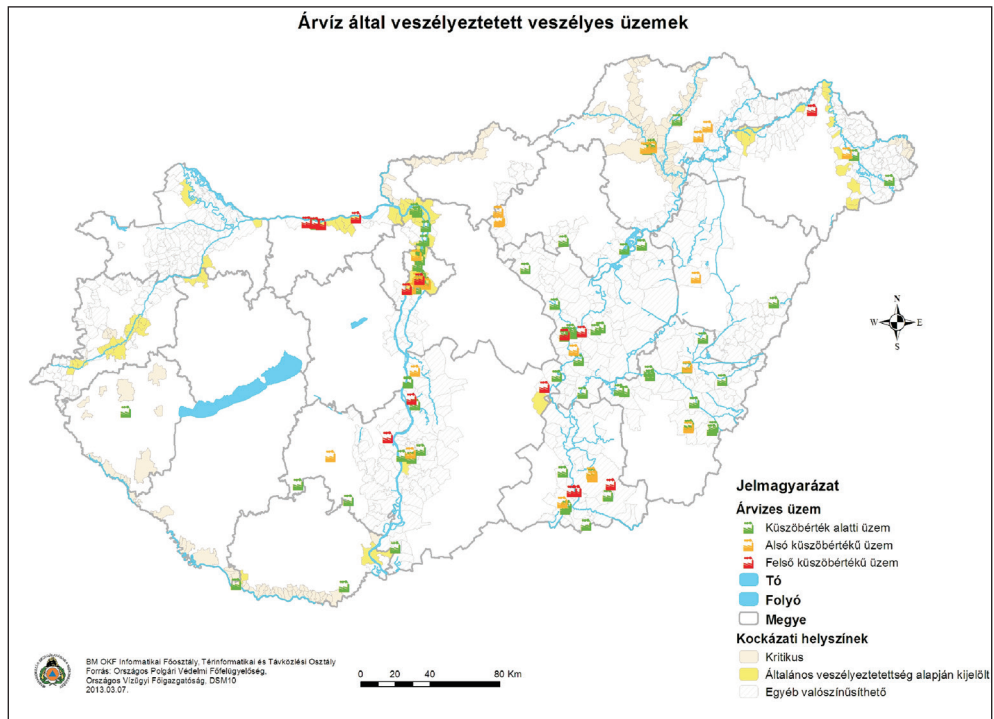 Árvíz által veszélyeztetett veszélyes üzemek
N
W E
S
Jelmagyarázat
Árvizes üzem
Küszöbérték alatti üzem
Alsó küszöbértékű üzem
Felső küszöbértékű üzem
Tó
Folyó
Megye
Kockázati helyszínek
Kritikus
Általános veszélyeztetettség alapján kijelölt
Egyéb valószínűsíthető
BM OKF Informatikai Főosztály, Térinformatikai és Távközlési Osztály
Forrás: Országos Polgári Védelmi Főfelügyelőség,
Országos Vízügyi Főigazgatóság, DSM10
2013.03.07.
0 10 20 40 60 80 Km